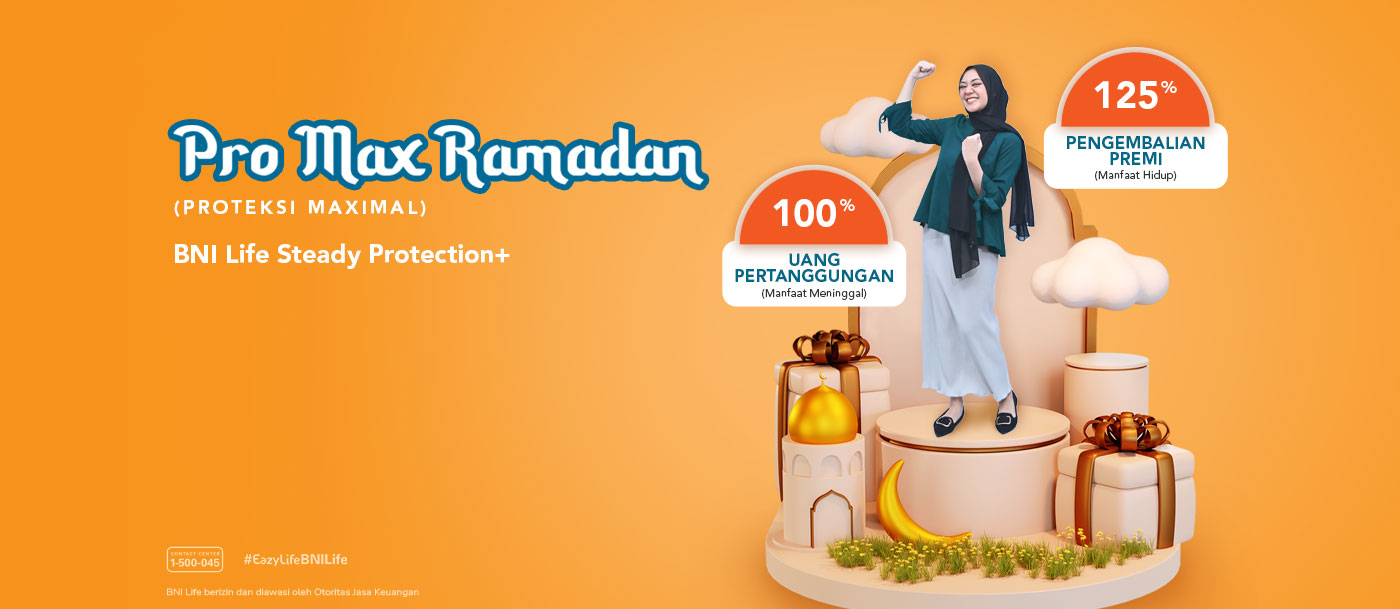 Pro Max Ramadan
(PROTEKSI MAXIMAL)
BNI Life Steady Protection+
100%
UANG
PERTANGGUNGAN
(Manfaat Meninggal)
125%
PENGEMBALIAN
PREMI
(Manfaat Hidup)
CONTACT CENTER
1-500-045
#EazyLifeBNILife
BNI Life berizin dan diawasi oleh Otoritas Jasa Keuangan